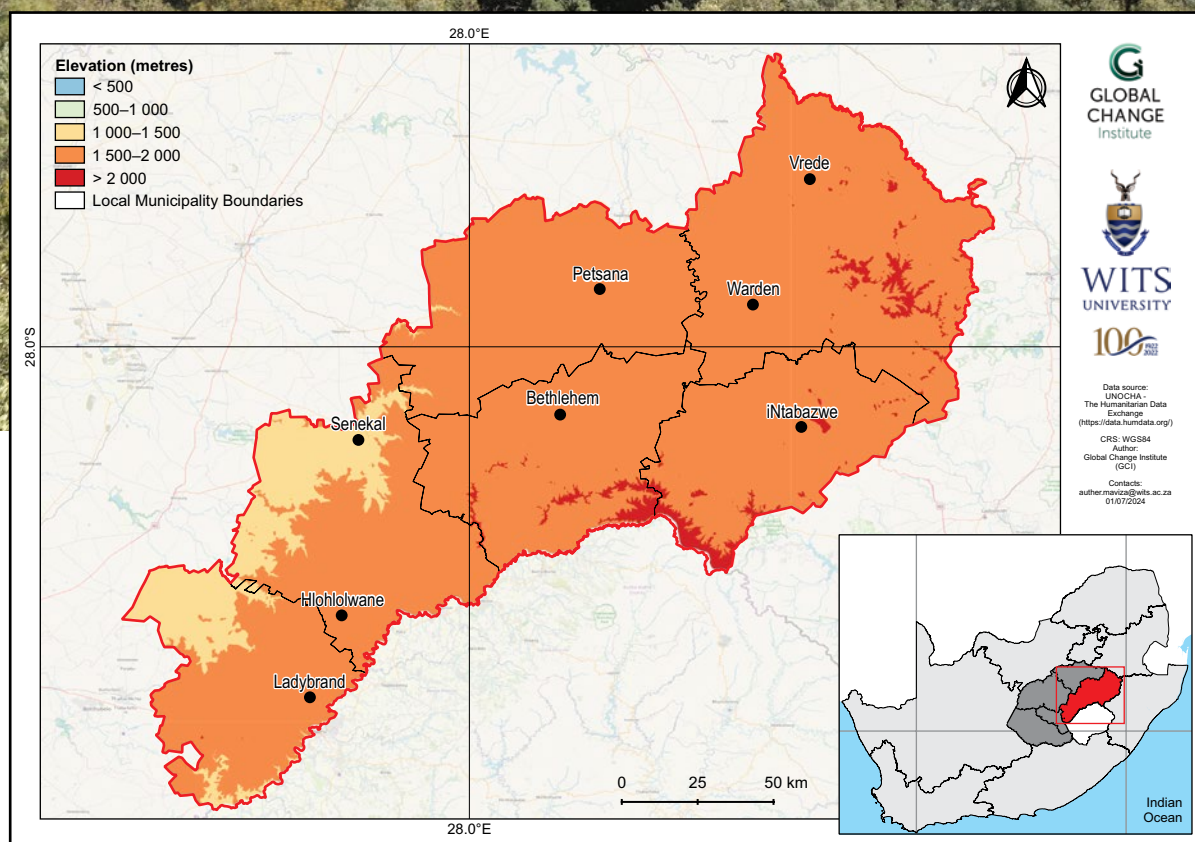 28.0°E
Elevation (metres)
< 500
500–1 000
1 000–1 500
1 500–2 000
> 2 000
Local Municipality Boundaries
Vrede
Petsana
Warden
28.0°S
Bethlehem
iNtabazwe
Senekal
Hlohlolwane
Ladybrand
0 25 50 km
28.0°E
GLOBAL
CHANGE
Institute
WITS
UNIVERSITY
100 1922
2022
Data source:
UNOCHA -
The Humanitarian Data
Exchange
(https://data.humdata.org/)
CRS: WGS84
Author:
Global Change Institute
(GCI)
Contacts:
auther.maviza@wits.ac.za
01/07/2024
Indian
Ocean